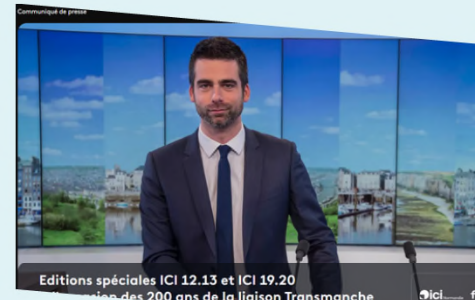 Communiqué de presse
Editions spéciales ICI 12.13 et ICI 19.20
des 200 ans de la liaison Transmanche
ici